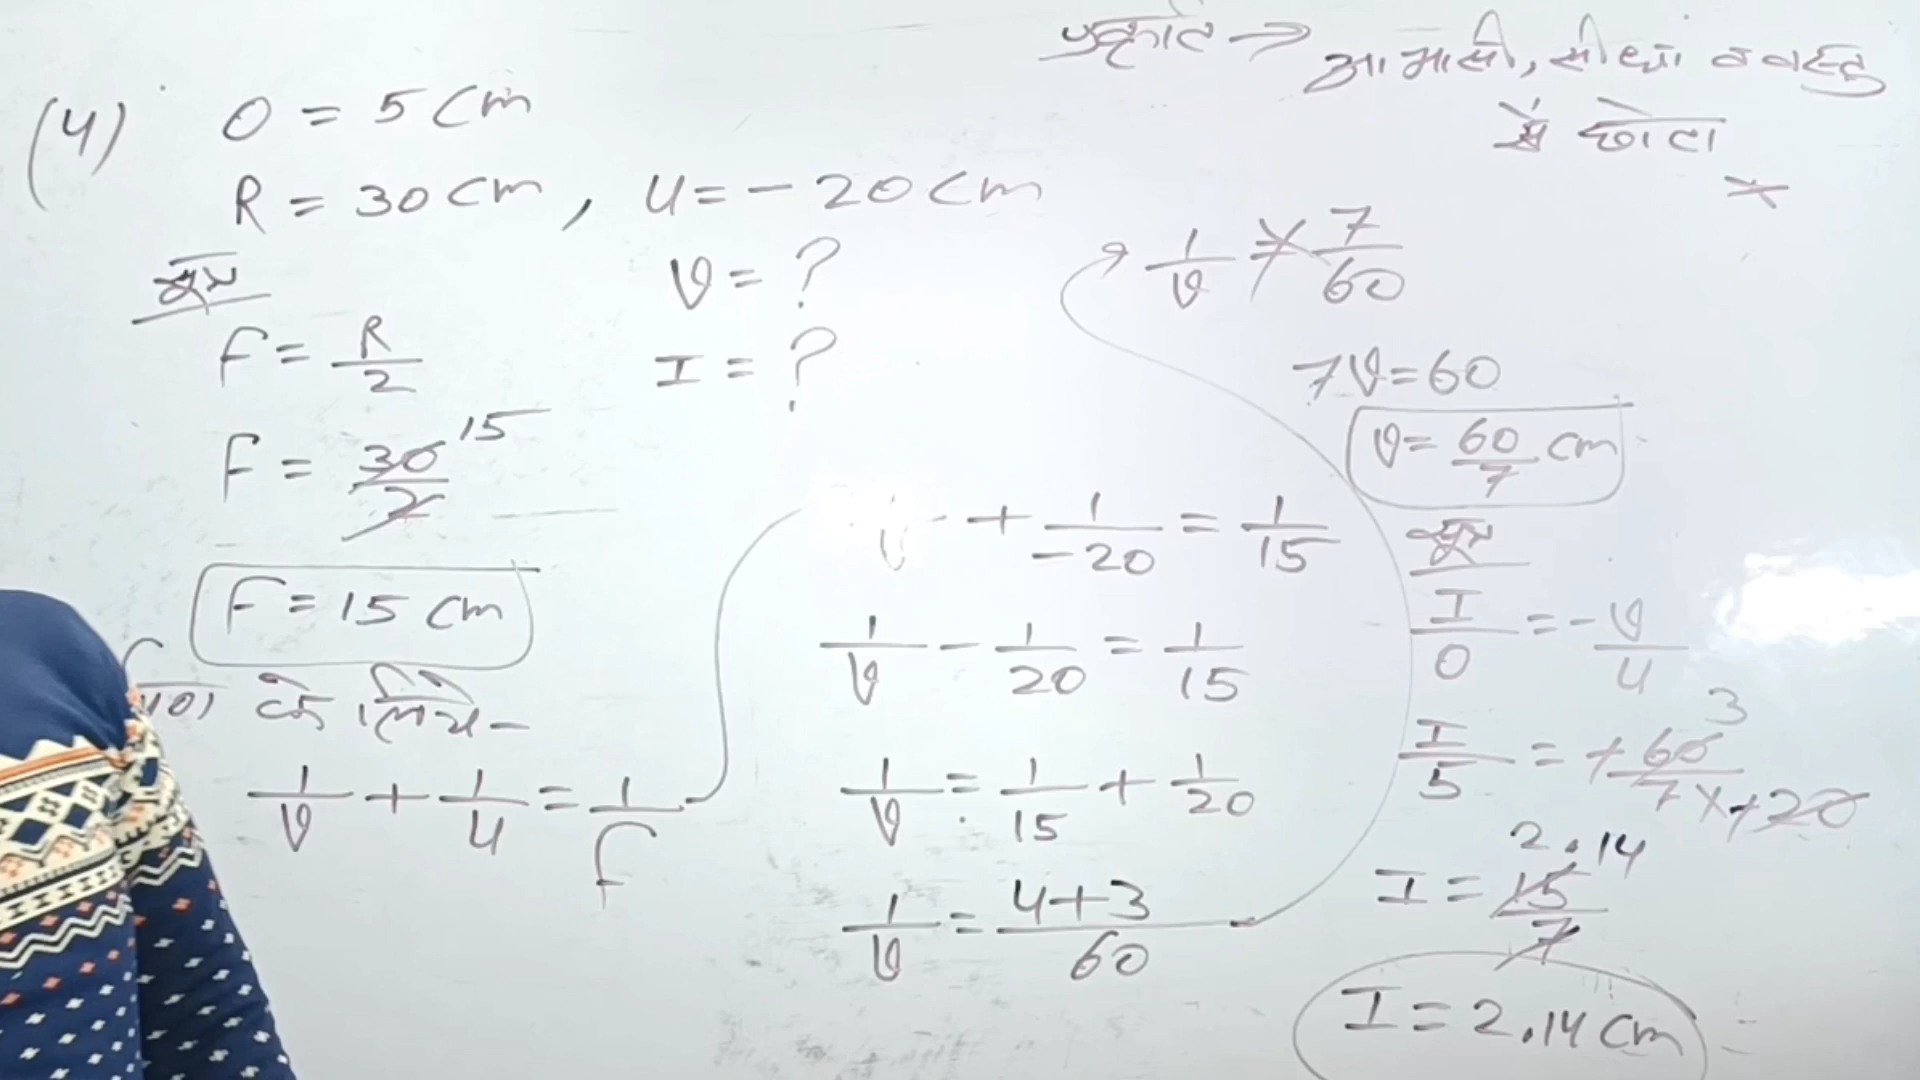 (4) O = 5 cm
R = 30 cm, u = - 20 cm
सूत्र
v = ?
F = R/2
I = ?
F = 30/2 15
F = 15 cm
(v) के लिये -
1/v + 1/u = 1/f
+ 1/-20 = 1/15
1/v - 1/20 = 1/15
1/v = 1/15 + 1/20
1/v = 4+3/60
प्रकृति → आभासी, सीधा व वस्तु
से छोटा
1/v = 7/60
7v = 60
v = 60/7 cm
सूत्र
I/O = - v/u
I/5 = + 60/7 x + 20 3
I = 15/7 2.14
I = 2.14 cm